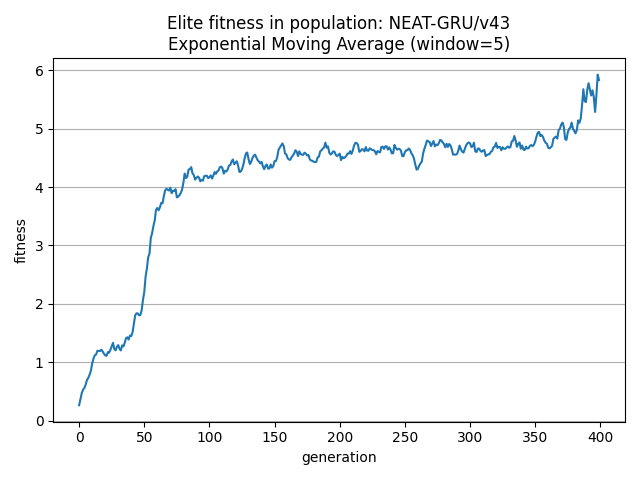 Elite fitness in population: NEAT-GRU/v43
Exponential Moving Average (window=5)
fitness
6
5
4
3
2
1
0
0 50 100 150 200 250 300 350 400
generation